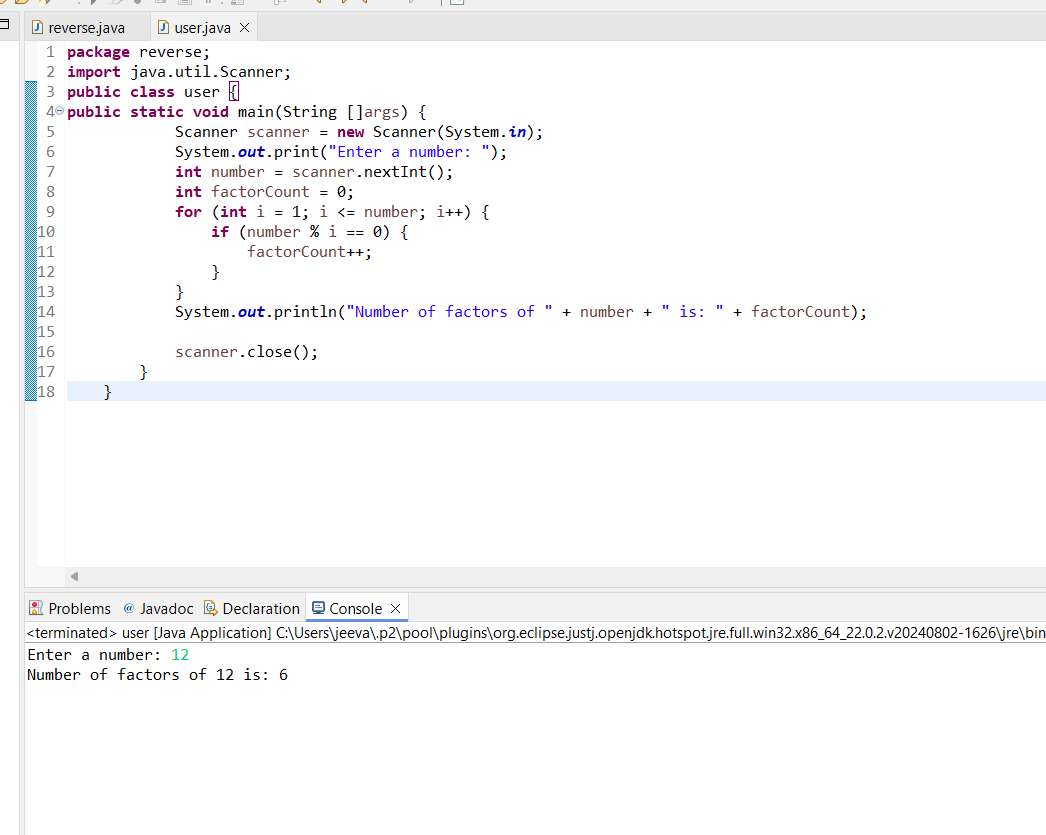 reverse.java user.java
1 package reverse;
2 import java.util.Scanner;
3 public class user {
4 public static void main(String []args) {
5 Scanner scanner = new Scanner(System.in);
6 System.out.print("Enter a number: ");
7 int number = scanner.nextInt();
8 int factorCount = 0;
9 for (int i = 1; i <= number; i++) {
10 if (number % i == 0) {
11 factorCount++;
12 }
13 }
14 System.out.println("Number of factors of " + number + " is: " + factorCount);
15
16 scanner.close();
17 }
18 }
Problems @ Javadoc Declaration Console
<terminated> user [Java Application] C:\Users\jeeva\.p2\pool\plugins\org.eclipse.justj.openjdk.hotspot.jre.full.win32.x86_64_22.0.2.v20240802-1626\jre\bin
Enter a number: 12
Number of factors of 12 is: 6